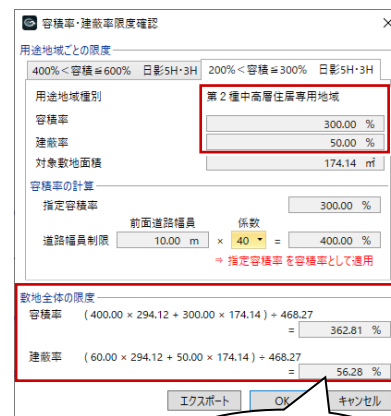 容積率・建蔽率限度確認
用途地域ごとの限度
400%<容積≦600% 日影5H・3H 200%<容積≦300% 日影5H・3H
用途地域種別 第2種中高層住居専用地域
容積率 300.00 %
建蔽率 50.00 %
対象敷地面積 174.14 ㎡
容積率の計算
指定容積率 300.00 %
前面道路幅員 係数
道路幅員制限 10.00 m × 40 = 400.00 %
⇒ 指定容積率 を容積率として適用
敷地全体の限度
容積率 ( 400.00 × 294.12 + 300.00 × 174.14 ) ÷ 468.27
= 362.81 %
建蔽率 ( 60.00 × 294.12 + 50.00 × 174.14 ) ÷ 468.27
= 56.28 %
エクスポート OK キャンセル